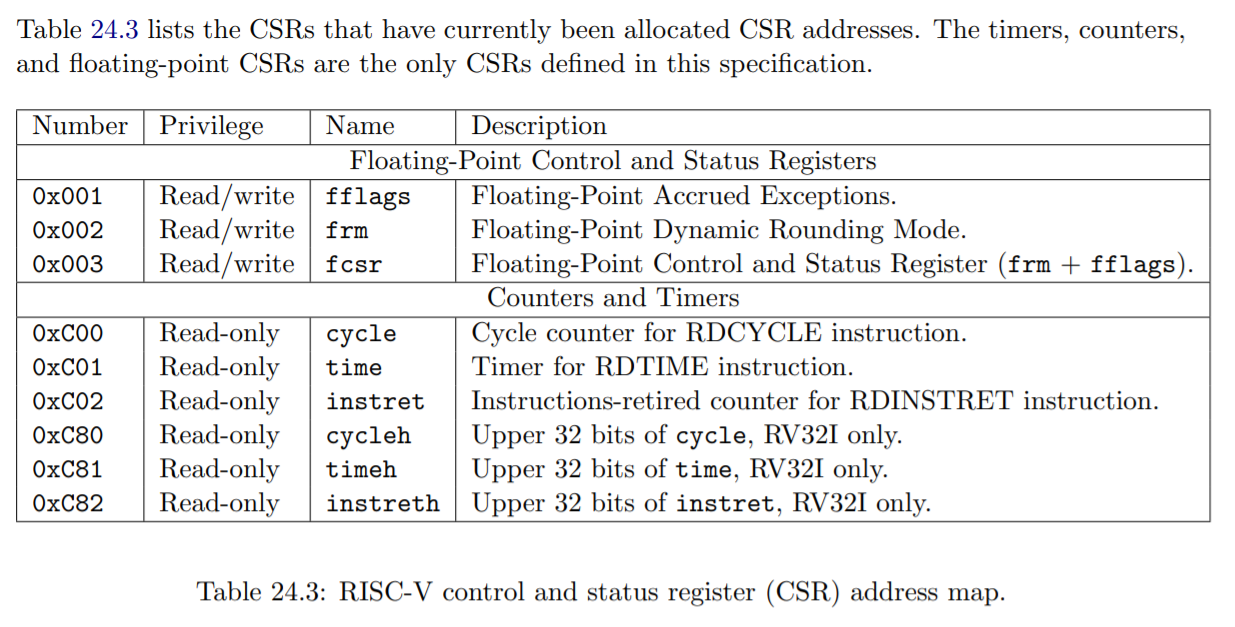 Table 24.3 lists the CSRs that have currently been allocated CSR addresses. The timers, counters,
and floating-point CSRs are the only CSRs defined in this specification.
Number Privilege Name Description
Floating-Point Control and Status Registers
0x001 Read/write fflags Floating-Point Accrued Exceptions.
0x002 Read/write frm Floating-Point Dynamic Rounding Mode.
0x003 Read/write fcsr Floating-Point Control and Status Register (frm + fflags).
Counters and Timers
0xC00 Read-only cycle Cycle counter for RDCYCLE instruction.
0xC01 Read-only time Timer for RDTIME instruction.
0xC02 Read-only instret Instructions-retired counter for RDINSTRET instruction.
0xC80 Read-only cycleh Upper 32 bits of cycle, RV32I only.
0xC81 Read-only timeh Upper 32 bits of time, RV32I only.
0xC82 Read-only instreth Upper 32 bits of instret, RV32I only.
Table 24.3: RISC-V control and status register (CSR) address map.